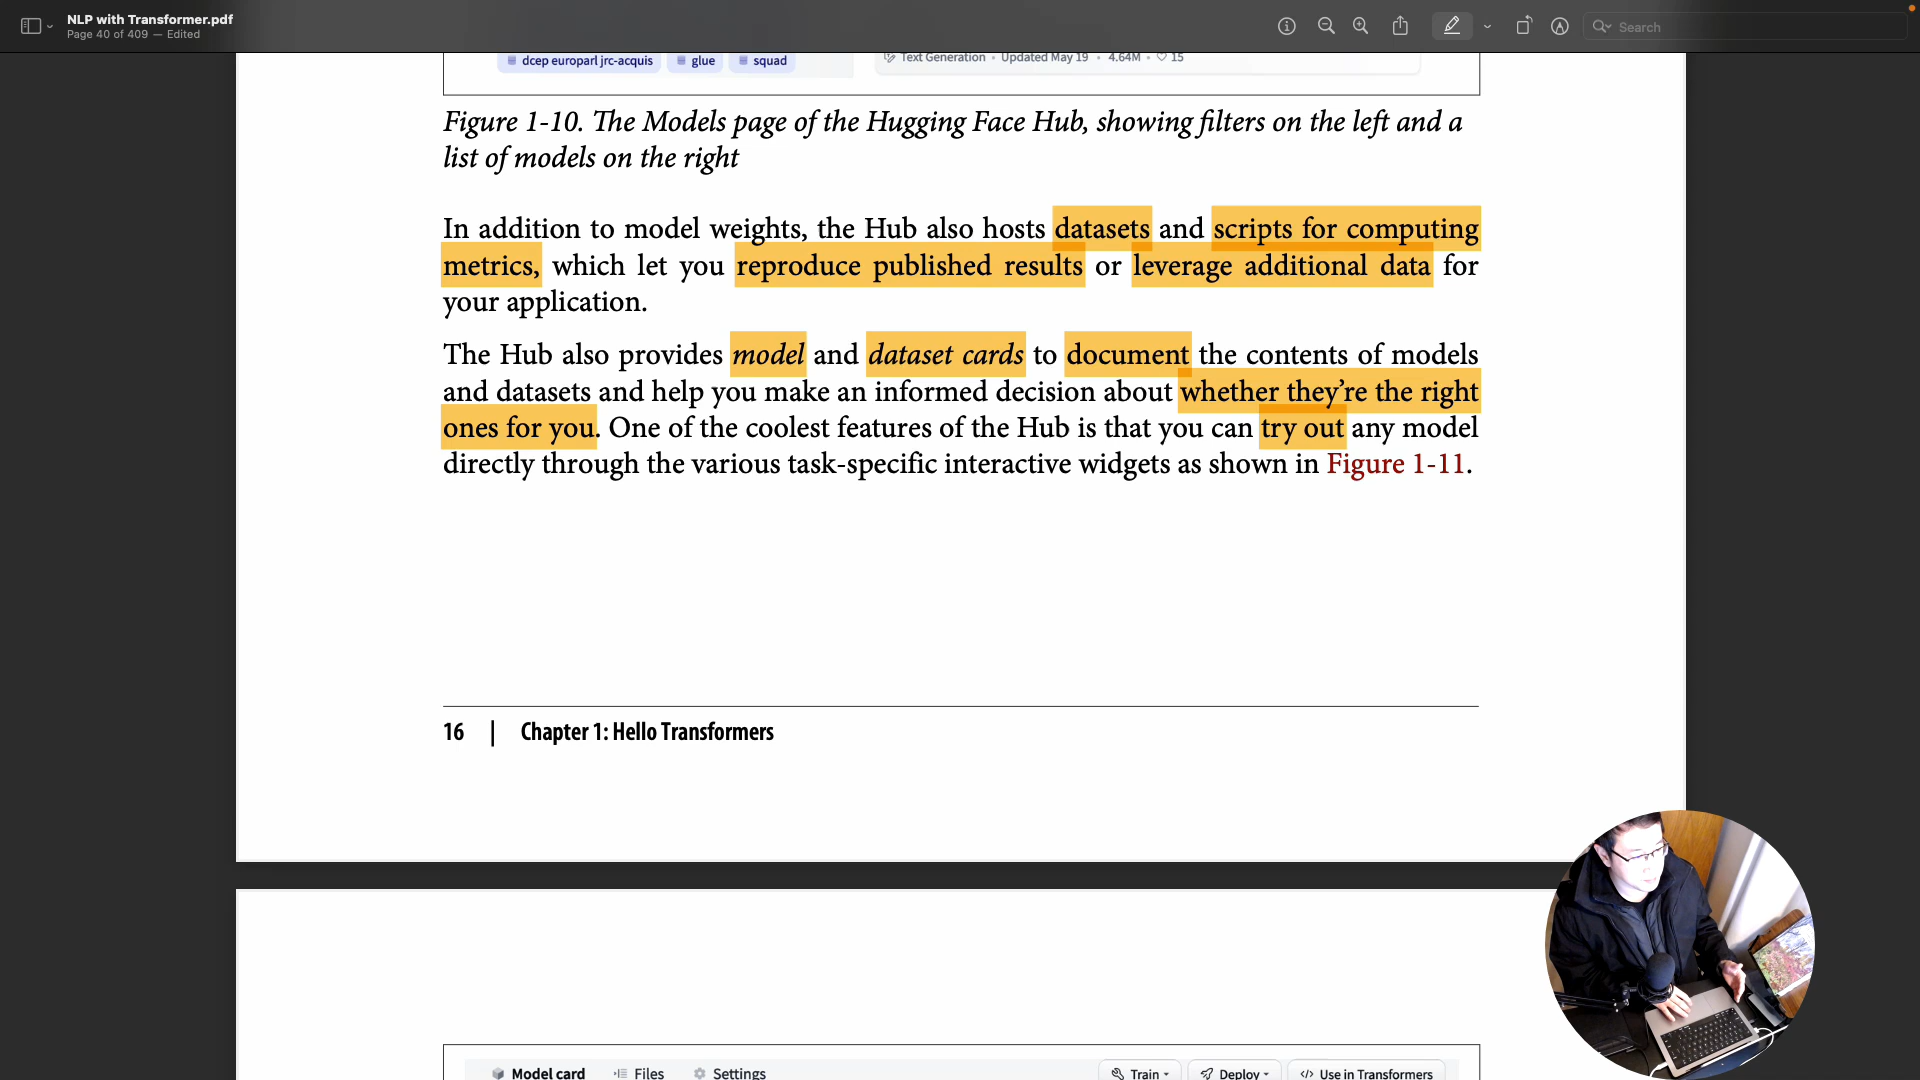 NLP with Transformer.pdf
Page 40 of 409 — Edited
Search
dcep europarl jrc-acquis glue squad
Text Generation • Updated May 19 • 4.64M • ♡ 15
Figure 1-10. The Models page of the Hugging Face Hub, showing filters on the left and a
list of models on the right
In addition to model weights, the Hub also hosts datasets and scripts for computing
metrics, which let you reproduce published results or leverage additional data for
your application.
The Hub also provides model and dataset cards to document the contents of models
and datasets and help you make an informed decision about whether they’re the right
ones for you. One of the coolest features of the Hub is that you can try out any model
directly through the various task-specific interactive widgets as shown in Figure 1-11.
16 | Chapter 1: Hello Transformers
Model card Files Settings Train Deploy </> Use in Transformers